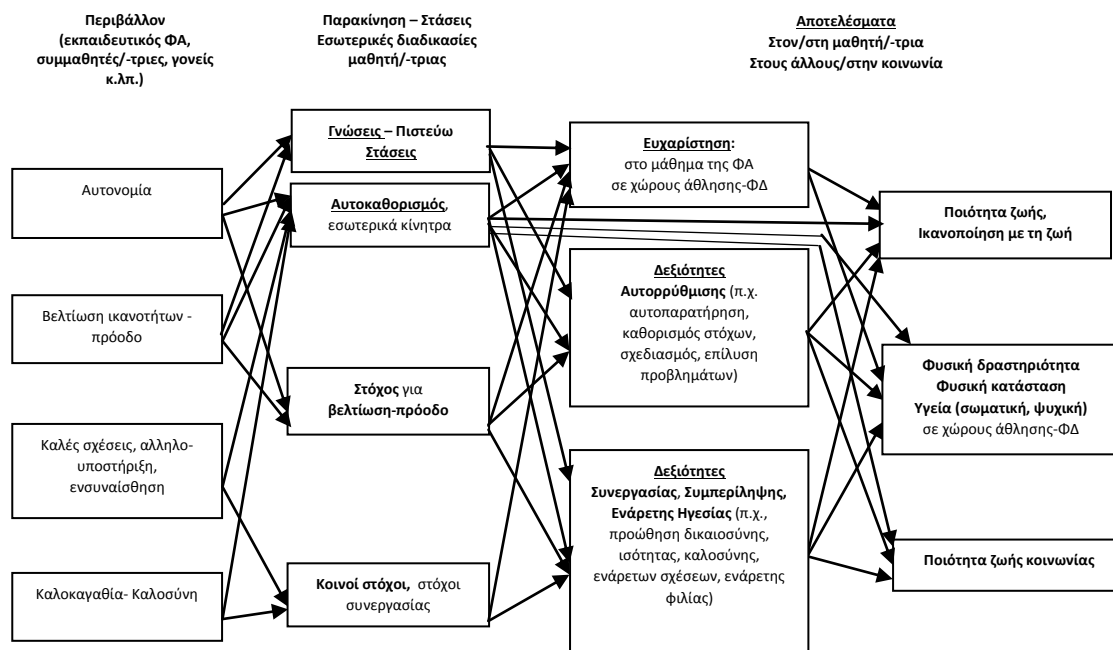 Περιβάλλον
(εκπαιδευτικός ΦΑ,
συμμαθητές/-τριες, γονείς
κ.λπ.)
Παρακίνηση – Στάσεις
Εσωτερικές διαδικασίες
μαθητή/-τριας
Αποτελέσματα
Στον/στη μαθητή/-τρια
Στους άλλους/στην κοινωνία
Αυτονομία
Βελτίωση ικανοτήτων -
πρόοδο
Καλές σχέσεις, αλληλο-
υποστήριξη,
ενσυναίσθηση
Καλοκαγαθία- Καλοσύνη
Γνώσεις – Πιστεύω
Στάσεις
Αυτοκαθορισμός,
εσωτερικά κίνητρα
Στόχος για
βελτίωση-πρόοδο
Κοινοί στόχοι, στόχοι
συνεργασίας
Ευχαρίστηση:
στο μάθημα της ΦΑ
σε χώρους άθλησης-ΦΔ
Δεξιότητες
Αυτορρύθμισης (π.χ.
αυτοπαρατήρηση,
καθορισμός στόχων,
σχεδιασμός, επίλυση
προβλημάτων)
Δεξιότητες
Συνεργασίας, Συμπερίληψης,
Ενάρετης Ηγεσίας (π.χ.,
προώθηση δικαιοσύνης,
ισότητας, καλοσύνης,
ενάρετων σχέσεων, ενάρετης
φιλίας)
Ποιότητα ζωής,
Ικανοποίηση με τη ζωή
Φυσική δραστηριότητα
Φυσική κατάσταση
Υγεία (σωματική, ψυχική)
σε χώρους άθλησης-ΦΔ
Ποιότητα ζωής κοινωνίας